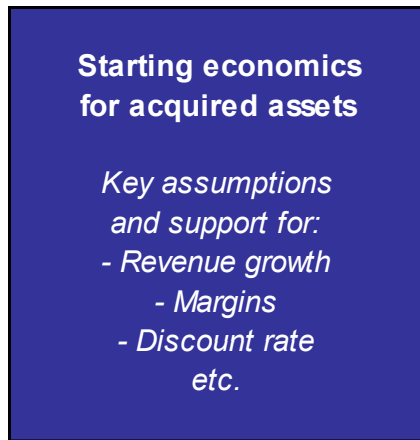 Starting economics
for acquired assets
Key assumptions
and support for:
- Revenue growth
- Margins
- Discount rate
etc.